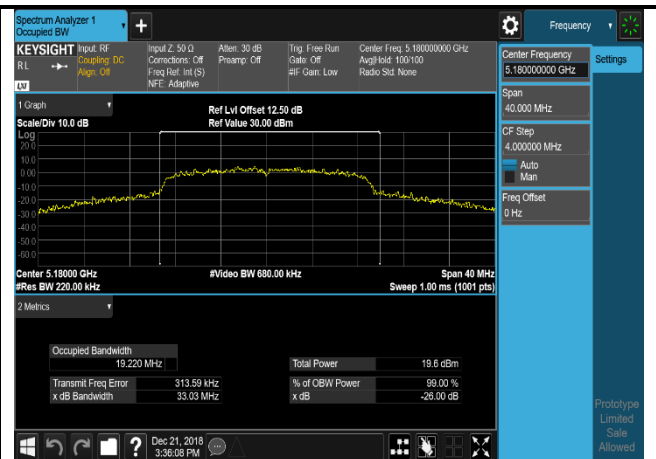 Spectrum Analyzer 1
Occupied BW
Frequency
KEYSIGHT Input: RF
Coupling: DC
Align: Off
RL
LXI
Input Z: 50 Ω
Corrections: Off
Freq Ref: Int (S)
NFE: Adaptive
Atten: 30 dB
Preamp: Off
Trig: Free Run
Gate: Off
#IF Gain: Low
Center Freq: 5.180000000 GHz
Avg|Hold: 100/100
Radio Std: None
Center Frequency
5.180000000 GHz
Settings
Span
40.000 MHz
CF Step
4.000000 MHz
Auto
Man
Freq Offset
0 Hz
1 Graph
Scale/Div 10.0 dB
Ref Lvl Offset 12.50 dB
Ref Value 30.00 dBm
Log
20.0
10.0
0.00
-10.0
-20.0
-30.0
-40.0
-50.0
-60.0
Center 5.18000 GHz
#Res BW 220.00 kHz
#Video BW 680.00 kHz
Span 40 MHz
Sweep 1.00 ms (1001 pts)
2 Metrics
Occupied Bandwidth
19.220 MHz
Total Power 19.6 dBm
Transmit Freq Error 313.59 kHz
% of OBW Power 99.00 %
x dB Bandwidth 33.03 MHz
x dB -26.00 dB
Dec 21, 2018
3:36:08 PM
Prototype
Limited
Sale
Allowed